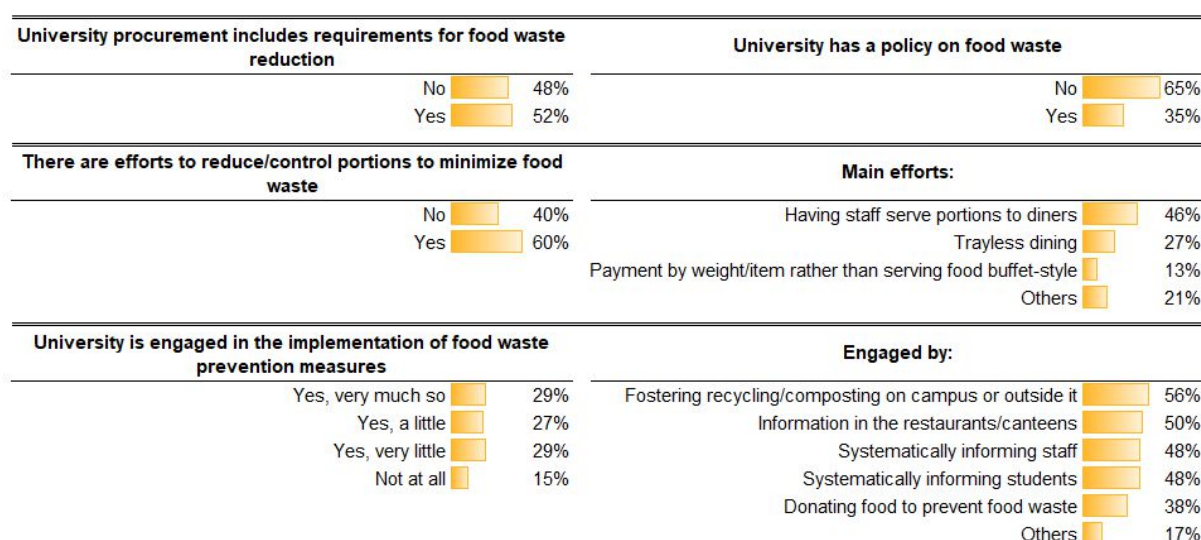 University procurement includes requirements for food waste
reduction
No 48%
Yes 52%
University has a policy on food waste
No 65%
Yes 35%
There are efforts to reduce/control portions to minimize food
waste
No 40%
Yes 60%
Main efforts:
Having staff serve portions to diners 46%
Trayless dining 27%
Payment by weight/item rather than serving food buffet-style 13%
Others 21%
University is engaged in the implementation of food waste
prevention measures
Yes, very much so 29%
Yes, a little 27%
Yes, very little 29%
Not at all 15%
Engaged by:
Fostering recycling/composting on campus or outside it 56%
Information in the restaurants/canteens 50%
Systematically informing staff 48%
Systematically informing students 48%
Donating food to prevent food waste 38%
Others 17%